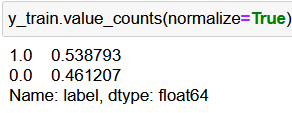 y_train.value_counts(normalize=True)
1.0    0.538793
0.0    0.461207
Name: label, dtype: float64